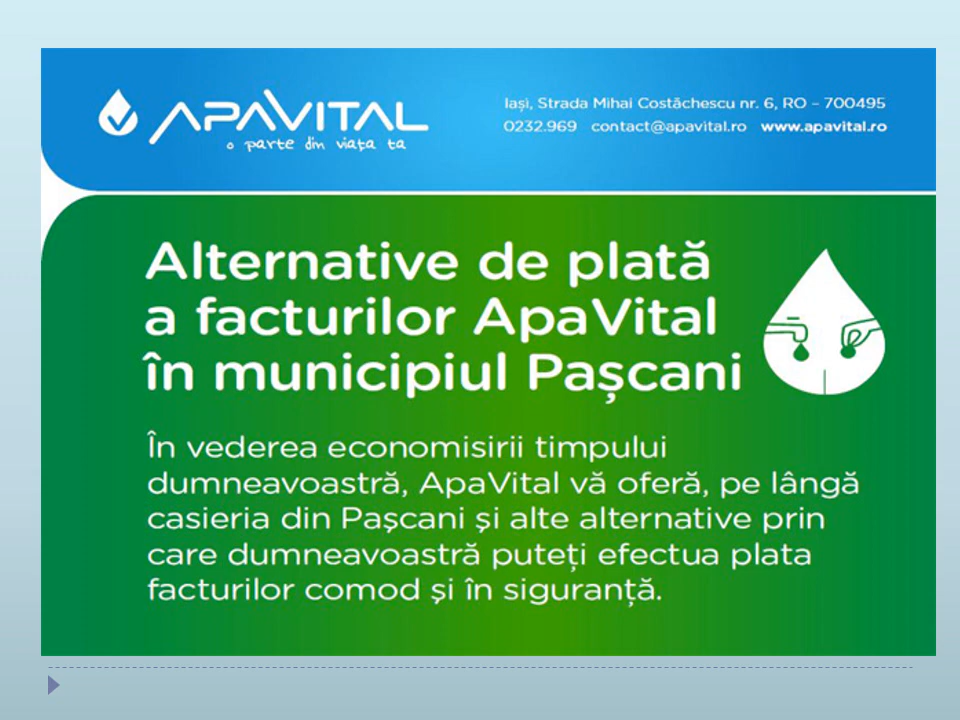 APAVITAL
o parte din viața ta
Iași, Strada Mihai Costăchescu nr. 6, RO – 700495
0232.969 contact@apavital.ro www.apavital.ro
Alternative de plată
a facturilor ApaVital
în municipiul Pașcani
În vederea economisirii timpului
dumneavoastră, ApaVital vă oferă, pe lângă
casieria din Pașcani și alte alternative prin
care dumneavoastră puteți efectua plata
facturilor comod și în siguranță.